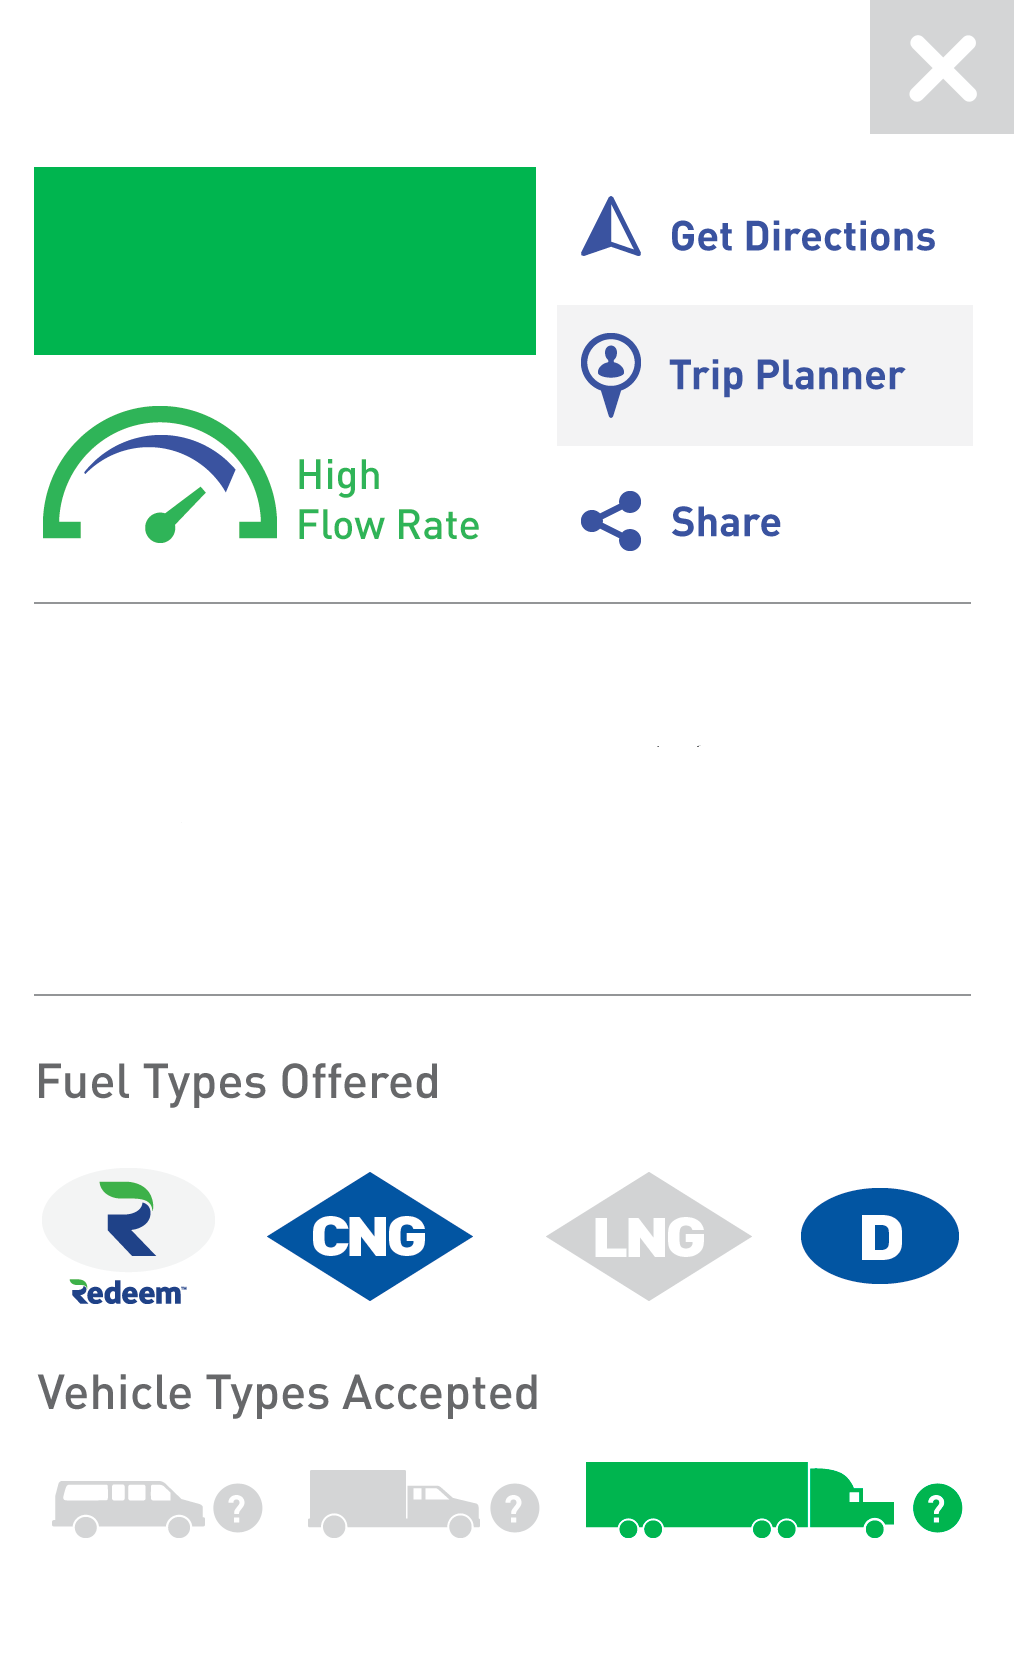 Get Directions
Trip Planner
High
Flow Rate
Share
Fuel Types Offered
CNG
LNG
D
Redeem™
Vehicle Types Accepted
?
?
?